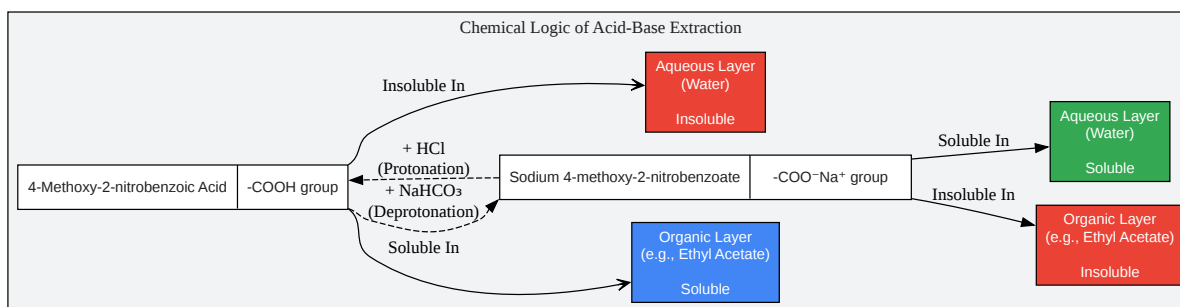 Chemical Logic of Acid-Base Extraction
Aqueous Layer
(Water)
Insoluble
Insoluble In
4-Methoxy-2-nitrobenzoic Acid
-COOH group
+ HCl
(Protonation)
+ NaHCO₃
(Deprotonation)
Sodium 4-methoxy-2-nitrobenzoate
-COO⁻Na⁺ group
Soluble In
Aqueous Layer
(Water)
Soluble
Insoluble In
Organic Layer
(e.g., Ethyl Acetate)
Insoluble
Soluble In
Organic Layer
(e.g., Ethyl Acetate)
Soluble